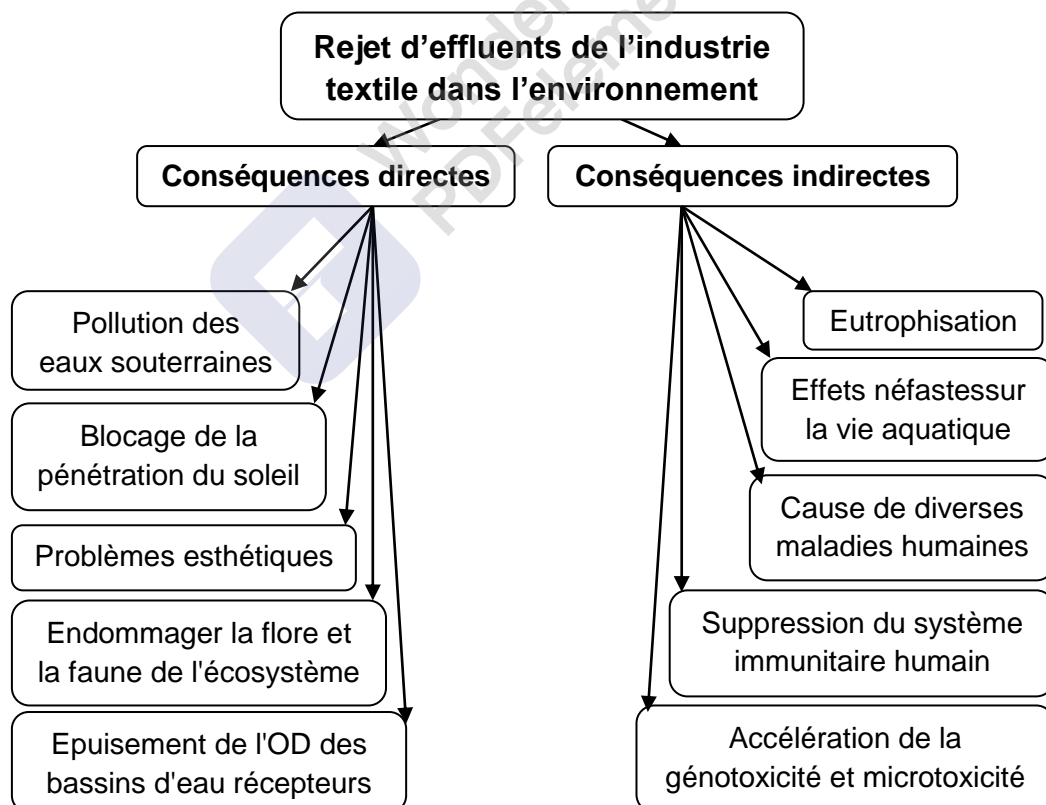 Rejet d’effluents de l’industrie
textile dans l’environnement
Conséquences directes
Conséquences indirectes
Pollution des
eaux souterraines
Blocage de la
pénétration du soleil
Problèmes esthétiques
Endommager la flore et
la faune de l'écosystème
Epuisement de l'OD des
bassins d'eau récepteurs
Eutrophisation
Effets néfastessur
la vie aquatique
Cause de diverses
maladies humaines
Suppression du système
immunitaire humain
Accélération de la
génotoxicité et microtoxicité